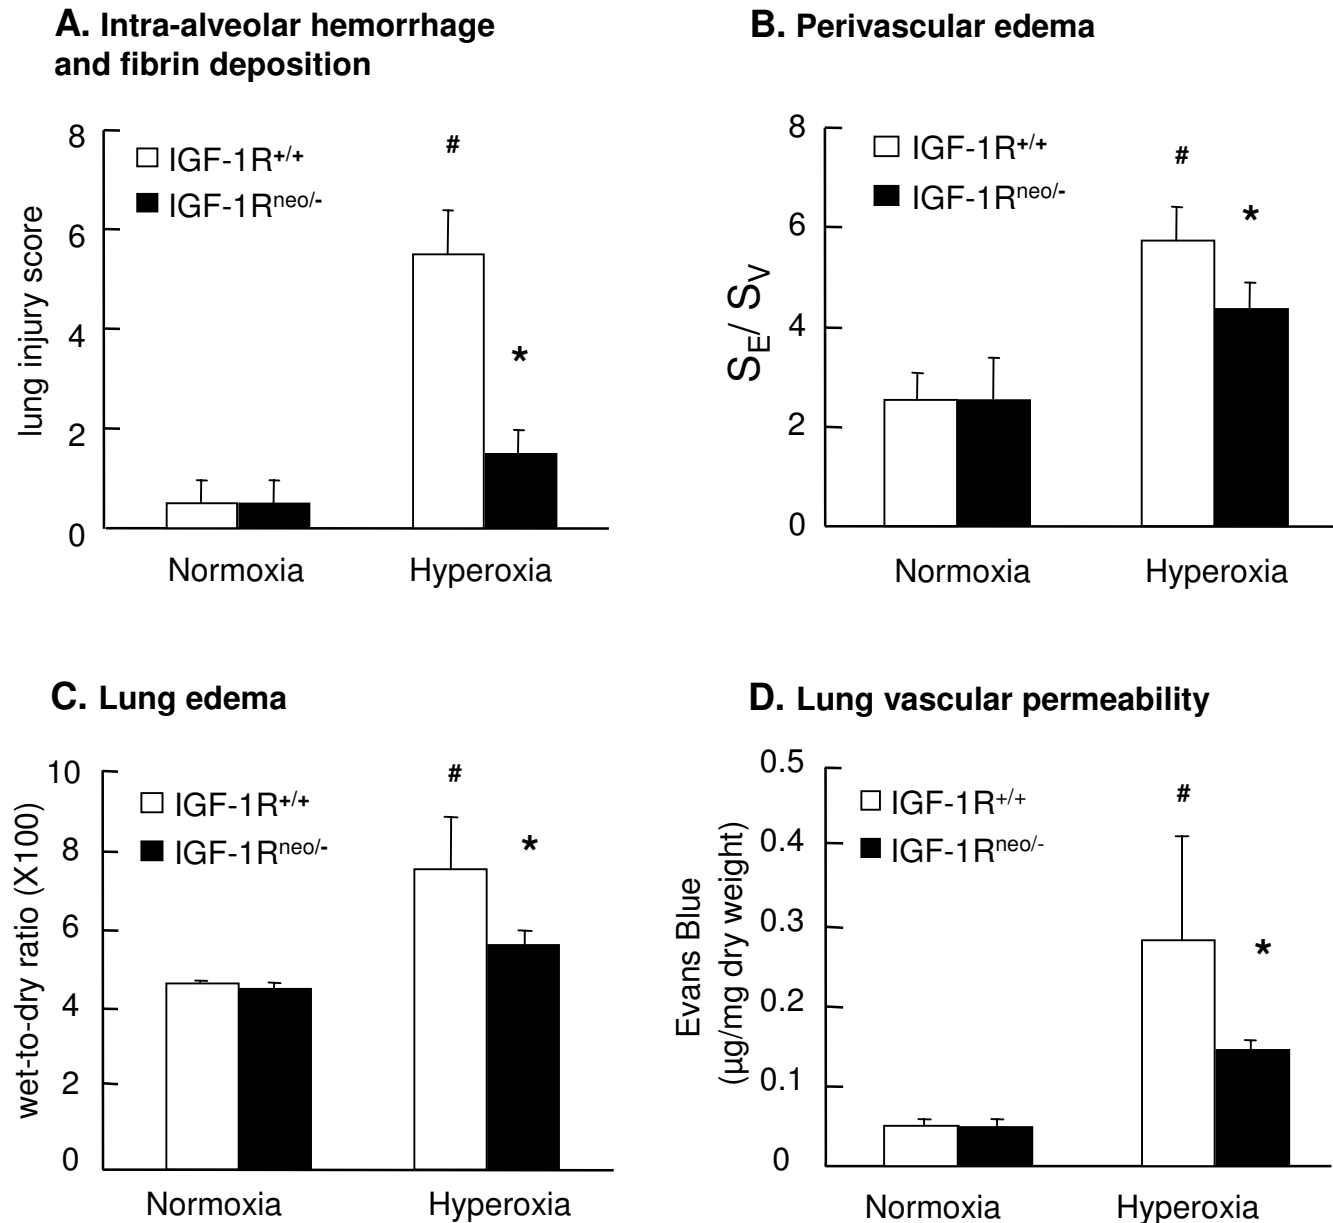 A. Intra-alveolar hemorrhage
and fibrin deposition
lung injury score
8
6
4
2
0
IGF-1R+/+
IGF-1Rneo/-
#
*
Normoxia
Hyperoxia
B. Perivascular edema
SE/ SV
8
6
4
2
0
IGF-1R+/+
IGF-1Rneo/-
#
*
Normoxia
Hyperoxia
C. Lung edema
wet-to-dry ratio (X100)
10
8
6
4
2
0
IGF-1R+/+
IGF-1Rneo/-
#
*
Normoxia
Hyperoxia
D. Lung vascular permeability
Evans Blue
(µg/mg dry weight)
0.5
0.4
0.3
0.2
0.1
0
IGF-1R+/+
IGF-1Rneo/-
#
*
Normoxia
Hyperoxia